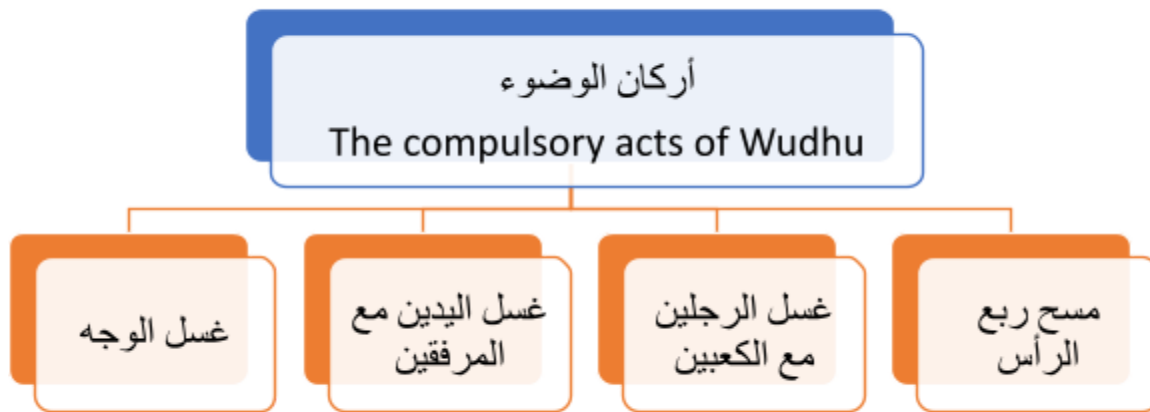 أركان الوضوء
The compulsory acts of Wudhu
غسل الوجه
غسل اليدين مع
المرفقين
غسل الرجلين
مع الكعبين
مسح ربع
الرأس